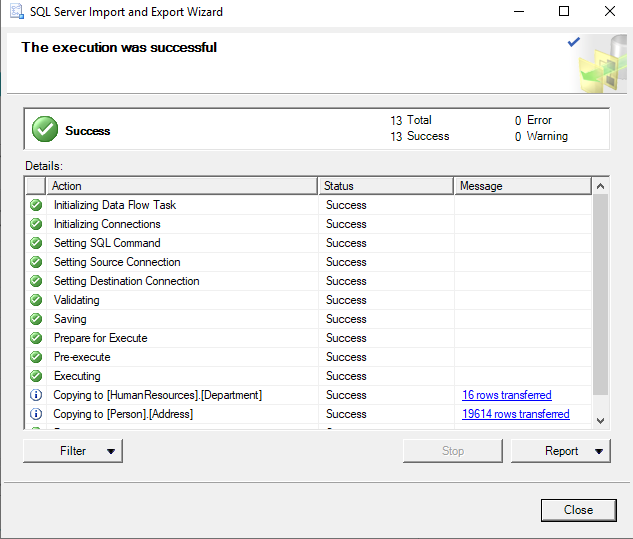 SQL Server Import and Export Wizard
The execution was successful
Success
13 Total 0 Error
13 Success 0 Warning
Details:
Action Status Message
Initializing Data Flow Task Success
Initializing Connections Success
Setting SQL Command Success
Setting Source Connection Success
Setting Destination Connection Success
Validating Success
Saving Success
Prepare for Execute Success
Pre-execute Success
Executing Success
Copying to [HumanResources].[Department] Success 16 rows transferred
Copying to [Person].[Address] Success 19614 rows transferred
Filter Stop Report
Close